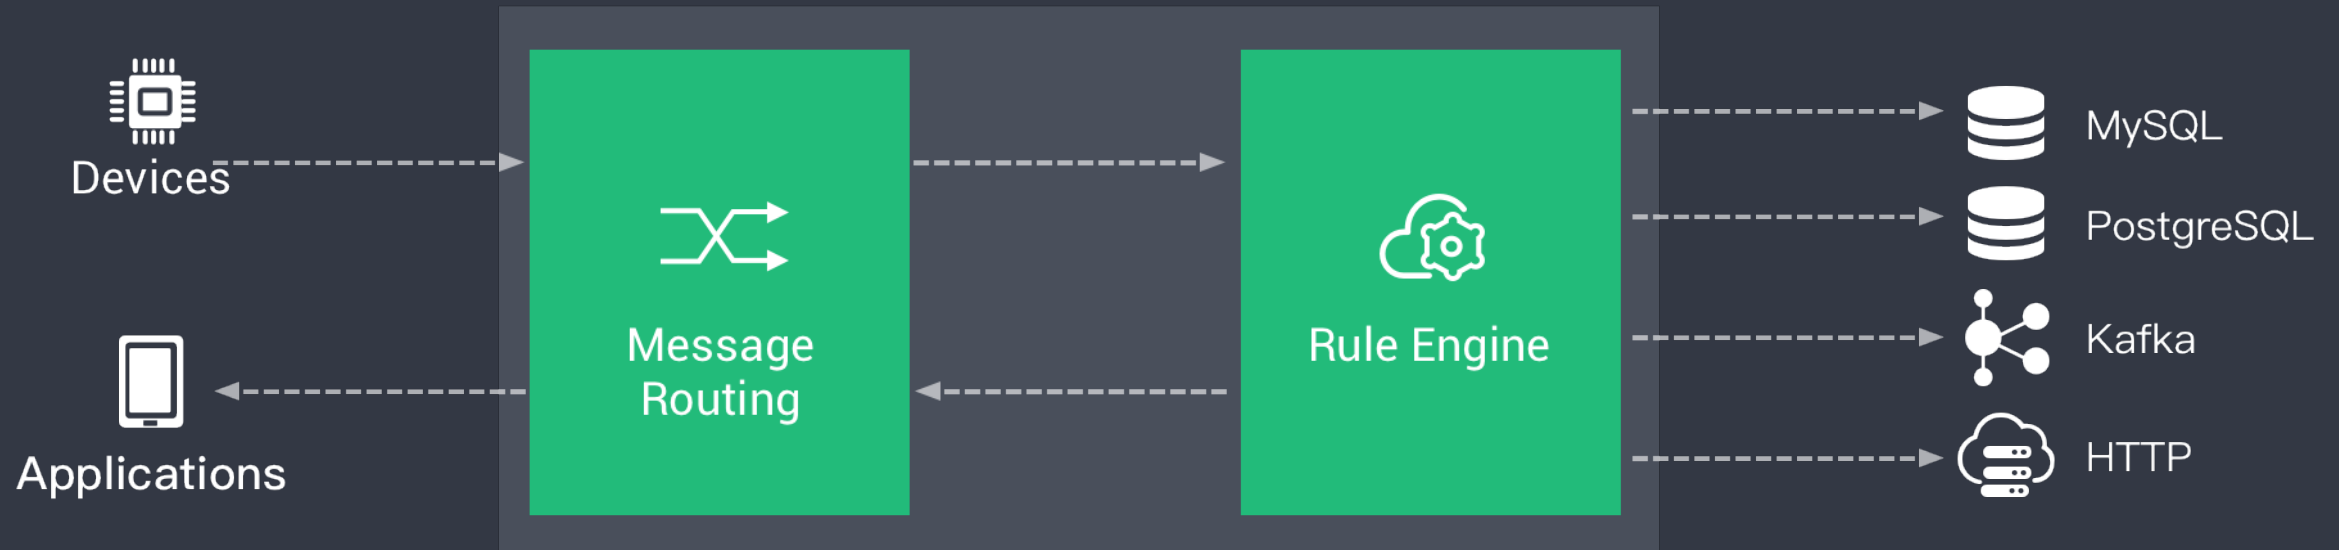 Devices
Applications
Message
Routing
Rule Engine
MySQL
PostgreSQL
Kafka
HTTP